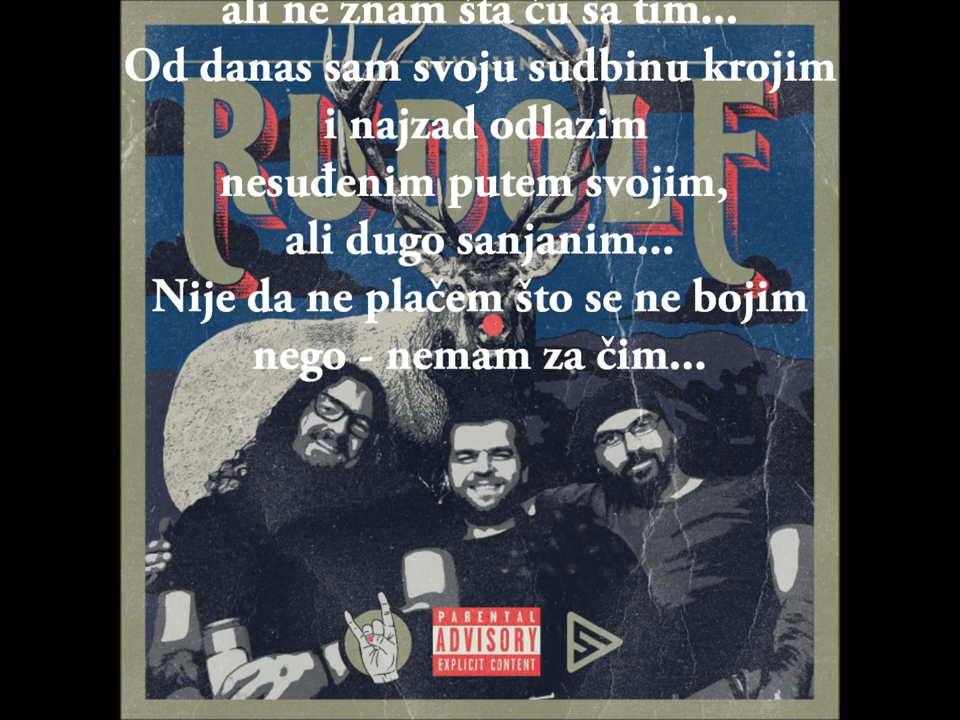 ali ne znam šta ću sa tim...
Od danas sam svoju sudbinu krojim
i najzad odlazim
nesuđenim putem svojim,
ali dugo sanjanim...
Nije da ne plačem što se ne bojim
nego - nemam za čim...
RUDOLF
PARENTAL
ADVISORY
EXPLICIT CONTENT